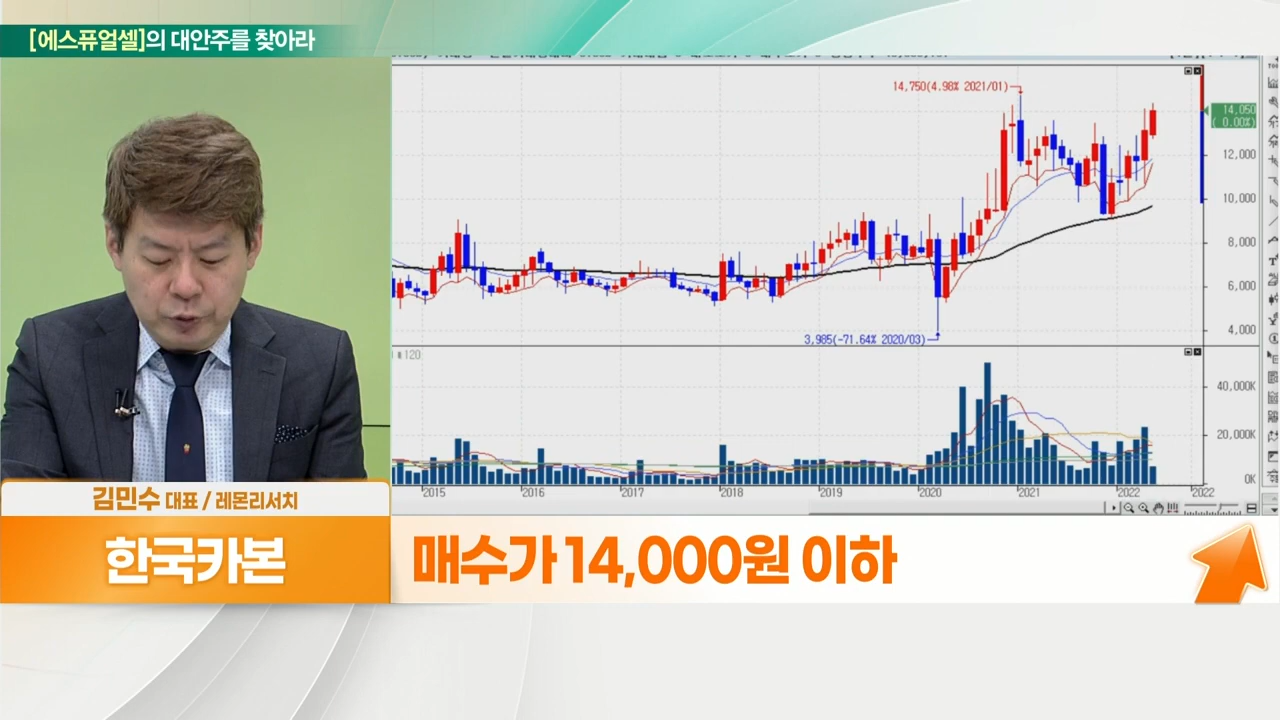 [에스퓨얼셀]의 대안주를 찾아라
14,750(4.98% 2021/01)
14,050
( 0.00%)
12,000
10,000
8,000
6,000
4,000
3,985(-71.64% 2020/03)
120
40,000K
20,000K
0K
2015 2016 2017 2018 2019 2020 2021 2022 2022
김민수 대표 / 레몬리서치
한국카본
매수가 14,000원 이하